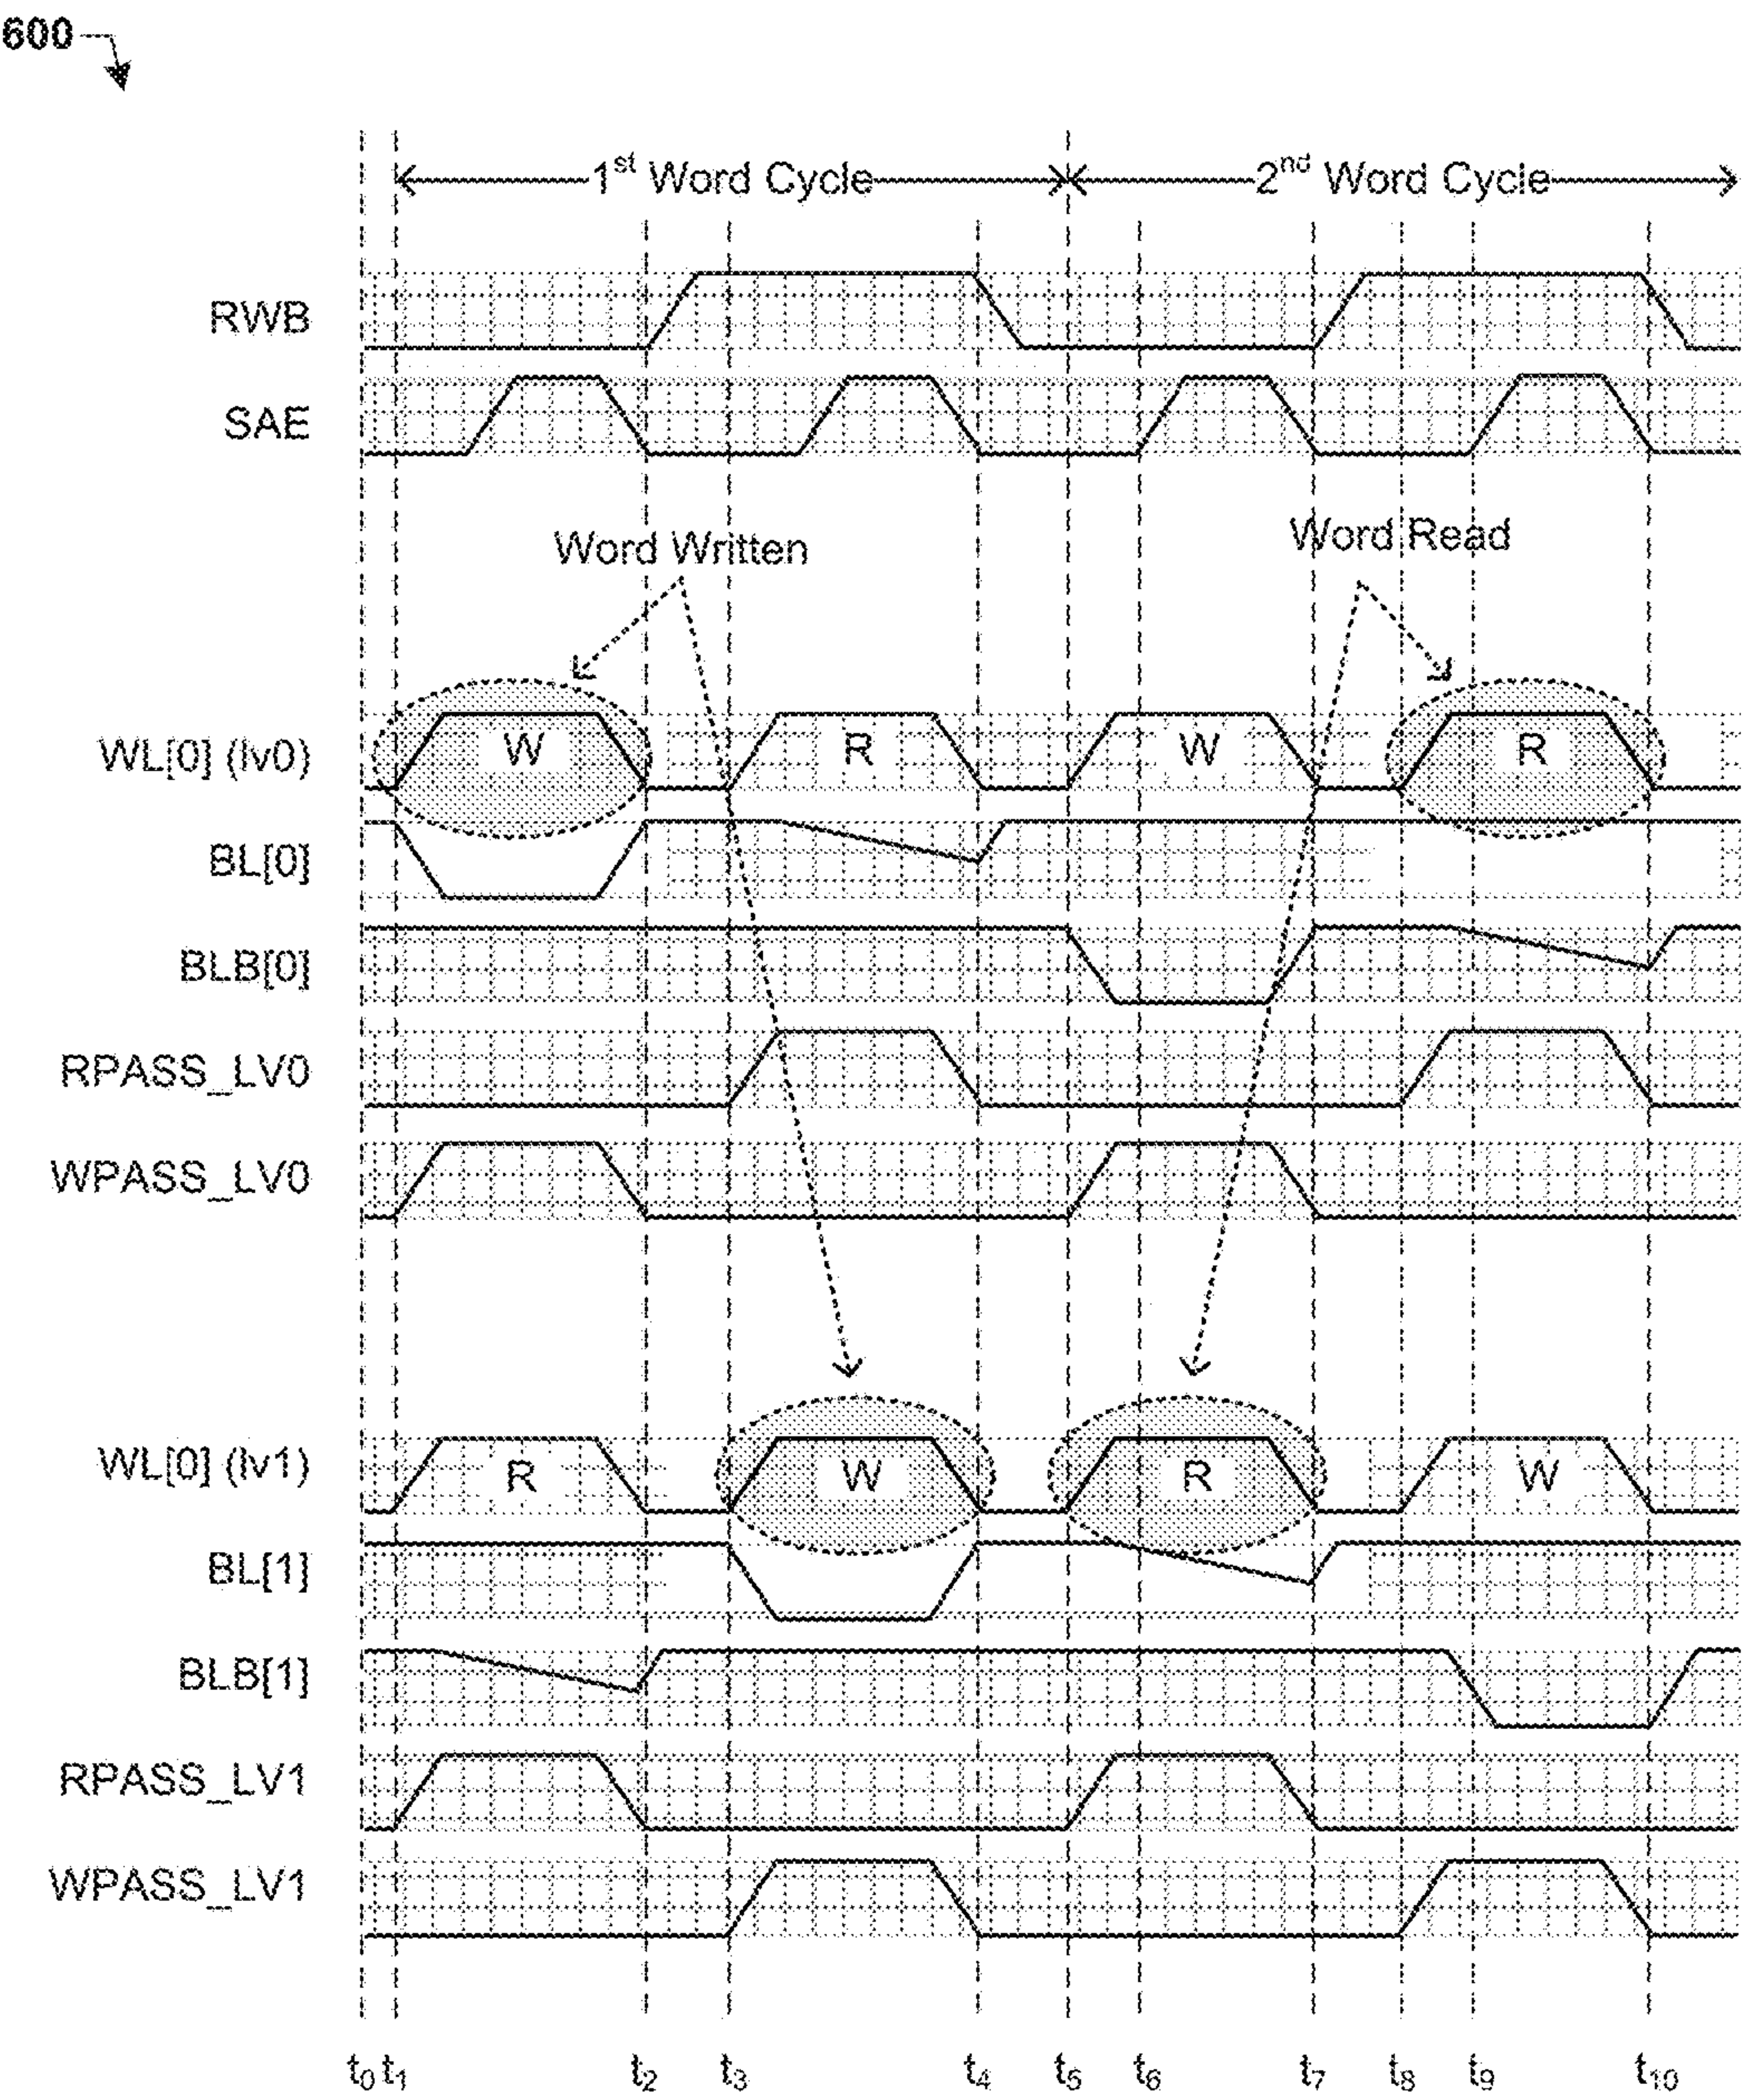 600
1st Word Cycle 2nd Word Cycle
RWB
SAE
Word Written Word Read
WL[0] (lv0) W R W R
BL[0]
BLB[0]
RPASS_LV0
WPASS_LV0
WL[0] (lv1) R W R W
BL[1]
BLB[1]
RPASS_LV1
WPASS_LV1
t0 t1 t2 t3 t4 t5 t6 t7 t8 t9 t10